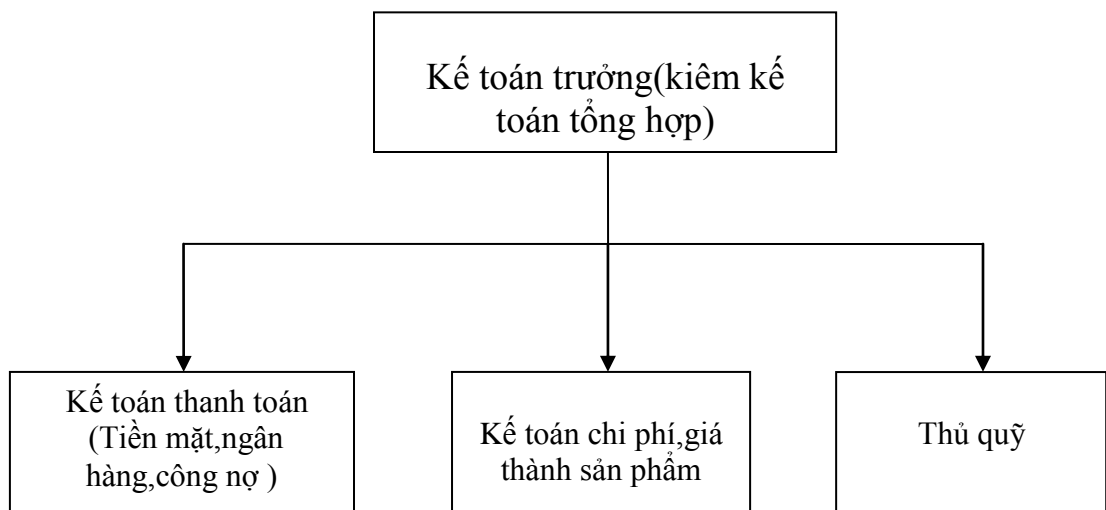 Kế toán trưởng(kiêm kế
toán tổng hợp)
Kế toán thanh toán
(Tiền mặt,ngân
hàng,công nợ )
Kế toán chi phí,giá
thành sản phẩm
Thủ quỹ